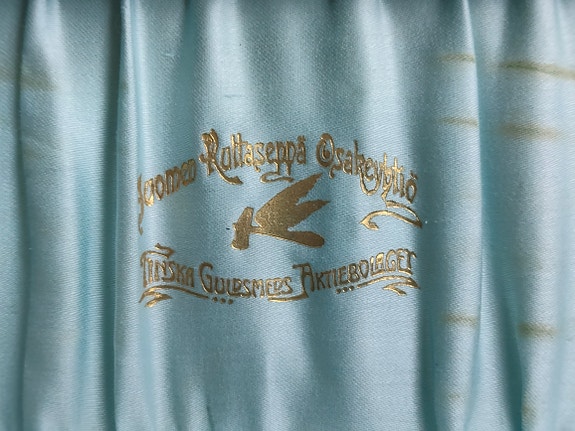 Suomen Kultaseppä Osakeyhtiö
Finska Guldsmeds Aktiebolaget